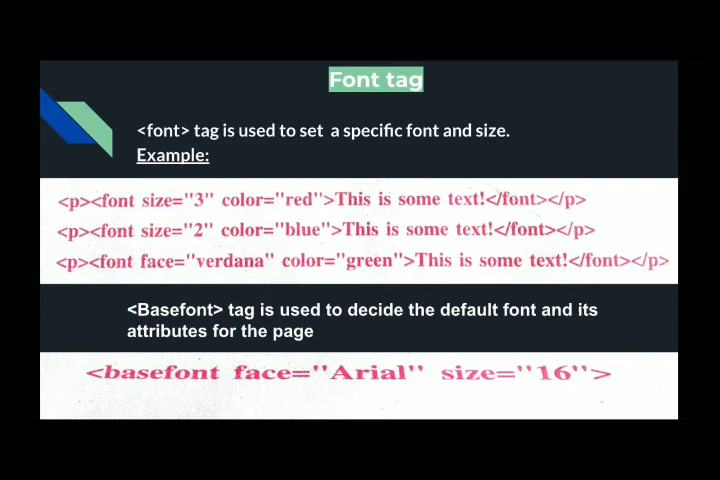 Font tag
<font> tag is used to set a specific font and size.
Example:
<p><font size="3" color="red">This is some text!</font></p>
<p><font size="2" color="blue">This is some text!</font></p>
<p><font face="verdana" color="green">This is some text!</font></p>
<Basefont> tag is used to decide the default font and its
attributes for the page
<basefont face="Arial" size="16">